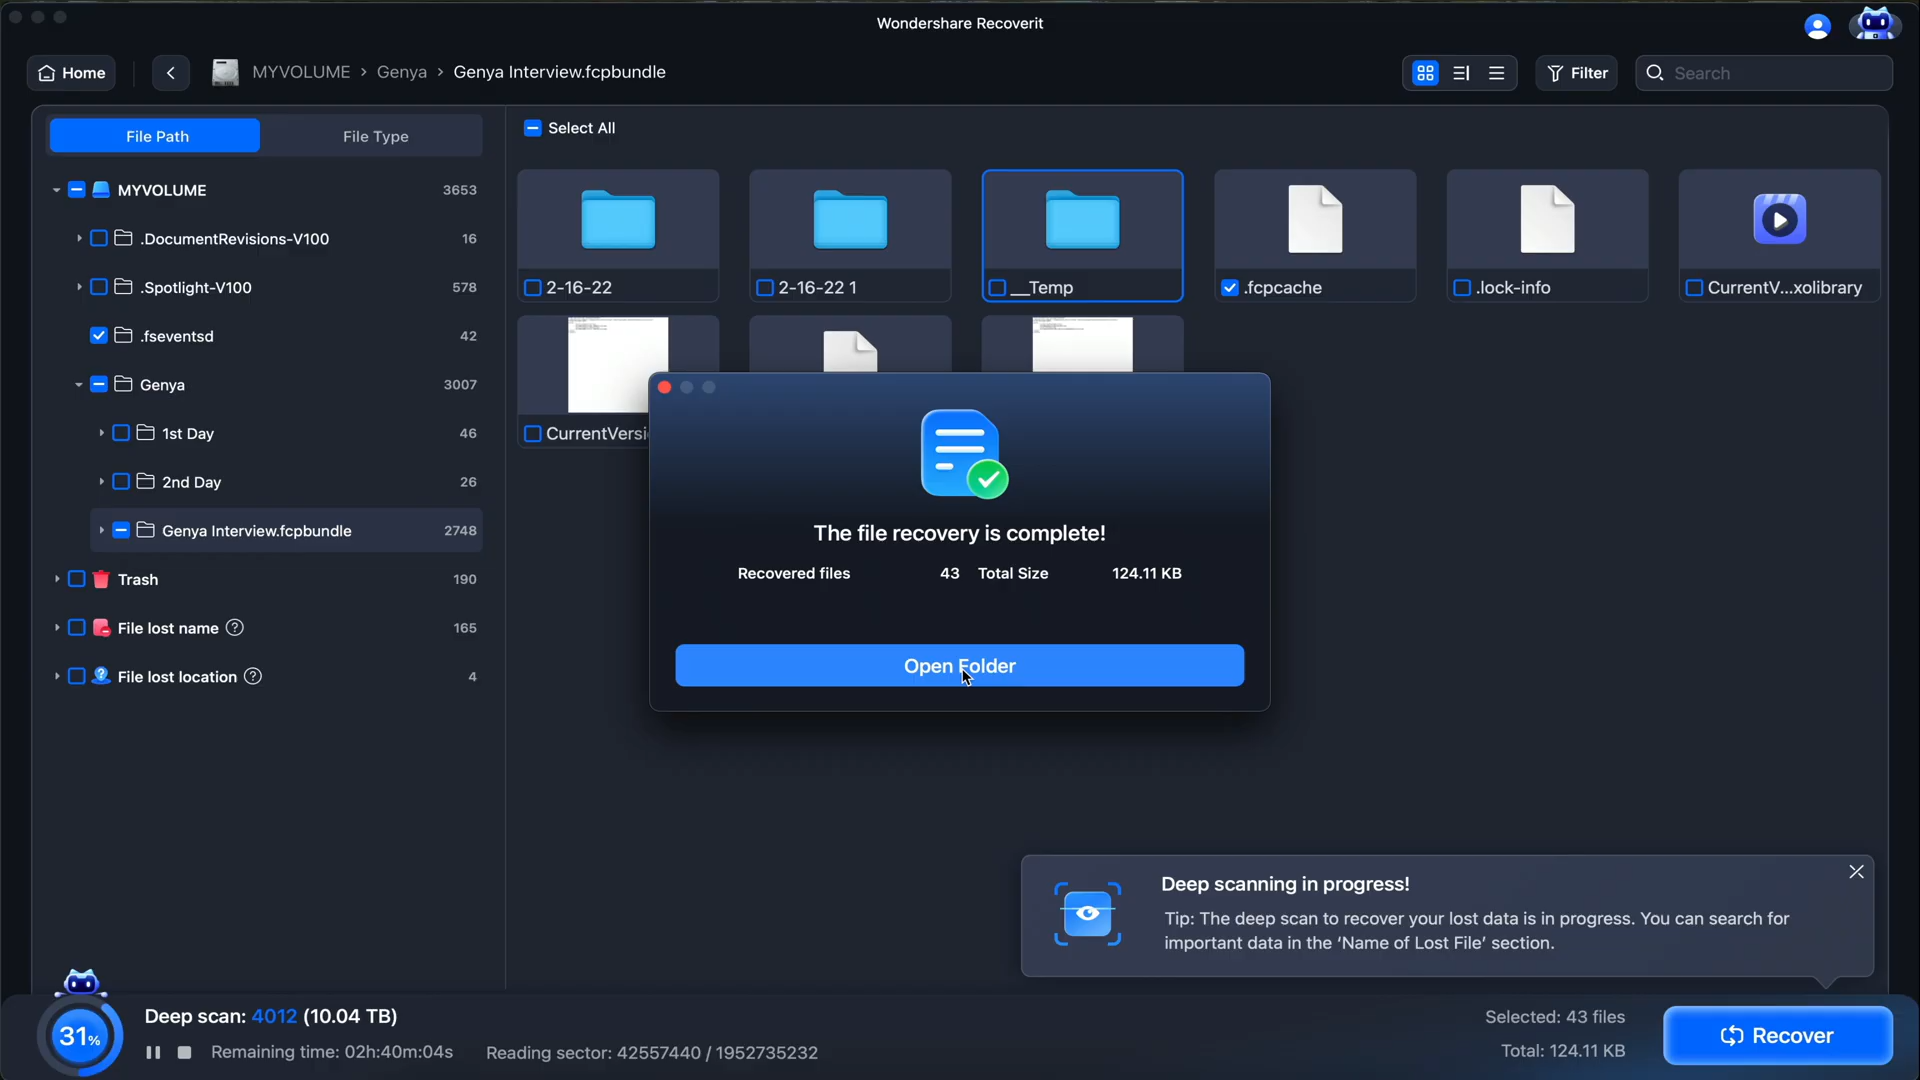 Wondershare Recoverit
Home
MYVOLUME > Genya > Genya Interview.fcpbundle
Filter
Search
File Path
File Type
Select All
MYVOLUME 3653
.DocumentRevisions-V100 16
.Spotlight-V100 578
.fseventsd 42
Genya 3007
1st Day 46
2nd Day 26
Genya Interview.fcpbundle 2748
Trash 190
File lost name ? 165
File lost location ? 4
2-16-22
2-16-22 1
__Temp
.fcpcache
.lock-info
CurrentV...xolibrary
CurrentVersi
The file recovery is complete!
Recovered files 43 Total Size 124.11 KB
Open Folder
Deep scanning in progress!
Tip: The deep scan to recover your lost data is in progress. You can search for
important data in the ‘Name of Lost File’ section.
31%
Deep scan: 4012 (10.04 TB)
Remaining time: 02h:40m:04s
Reading sector: 42557440 / 1952735232
Selected: 43 files
Total: 124.11 KB
Recover